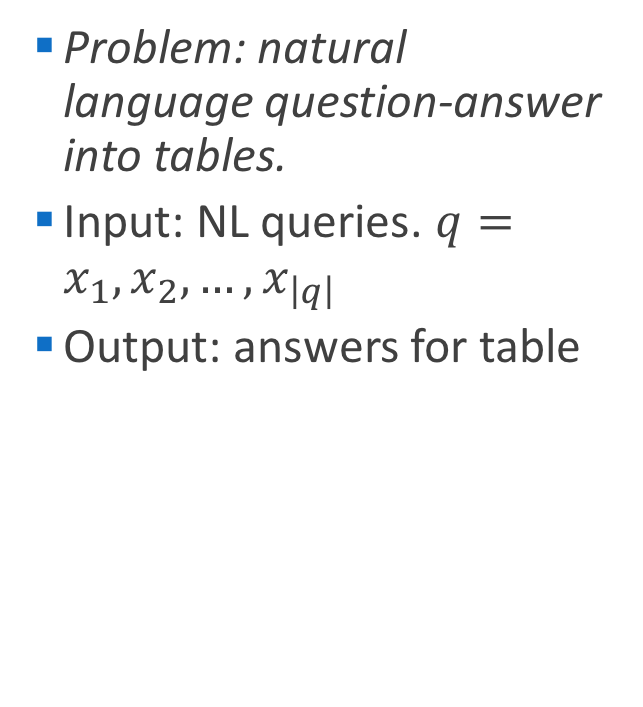 ▪ Problem: natural
language question-answer
into tables.
▪ Input: NL queries. 𝑞 =
𝑥₁, 𝑥₂, … , 𝑥|𝑞|
▪ Output: answers for table